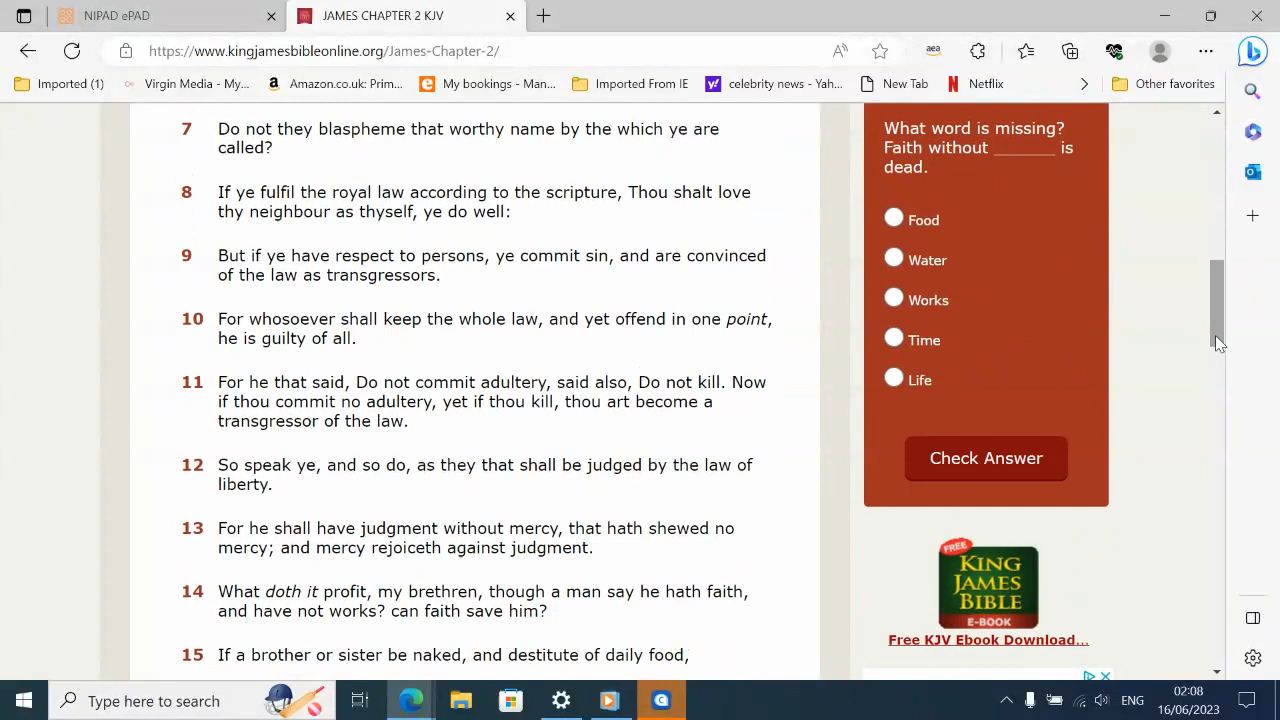 NIPAD ePAD
JAMES CHAPTER 2 KJV
https://www.kingjamesbibleonline.org/James-Chapter-2/
aea
Imported (1)
Virgin Media - My...
Amazon.co.uk: Prim...
My bookings - Man...
Imported From IE
celebrity news - Yah...
New Tab
Netflix
Other favorites
7 Do not they blaspheme that worthy name by the which ye are
called?
8 If ye fulfil the royal law according to the scripture, Thou shalt love
thy neighbour as thyself, ye do well:
9 But if ye have respect to persons, ye commit sin, and are convinced
of the law as transgressors.
10 For whosoever shall keep the whole law, and yet offend in one point,
he is guilty of all.
11 For he that said, Do not commit adultery, said also, Do not kill. Now
if thou commit no adultery, yet if thou kill, thou art become a
transgressor of the law.
12 So speak ye, and so do, as they that shall be judged by the law of
liberty.
13 For he shall have judgment without mercy, that hath shewed no
mercy; and mercy rejoiceth against judgment.
14 What doth it profit, my brethren, though a man say he hath faith,
and have not works? can faith save him?
15 If a brother or sister be naked, and destitute of daily food,
What word is missing?
Faith without _______ is
dead.
Food
Water
Works
Time
Life
Check Answer
FREE
KING
JAMES
BIBLE
E-BOOK
Free KJV Ebook Download...
Type here to search
ENG
02:08
16/06/2023